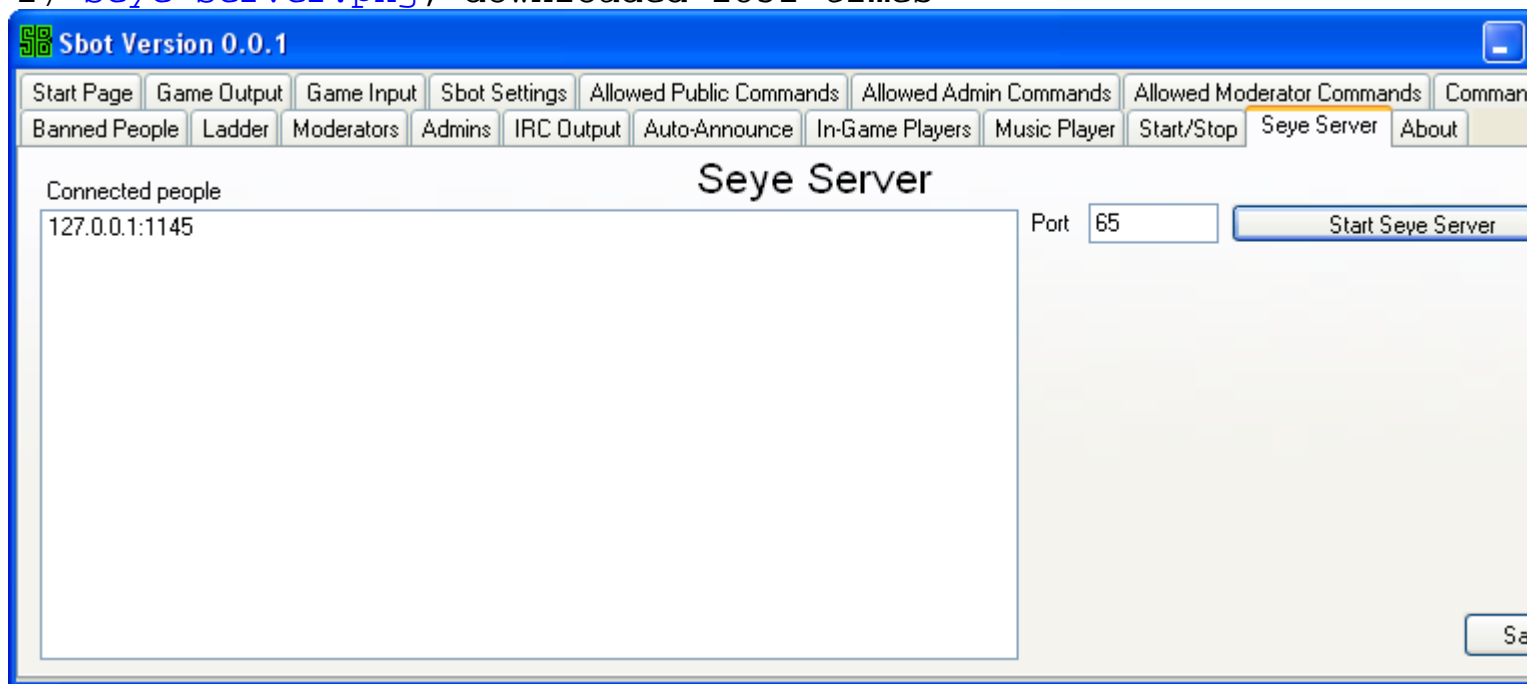 Sbot Version 0.0.1
Start Page Game Output Game Input Sbot Settings Allowed Public Commands Allowed Admin Commands Allowed Moderator Commands
Banned People Ladder Moderators Admins IRC Output Auto-Announce In-Game Players Music Player Start/Stop Seye Server About
Seye Server
Connected people
127.0.0.1:1145
Port 65 Start Seye Server